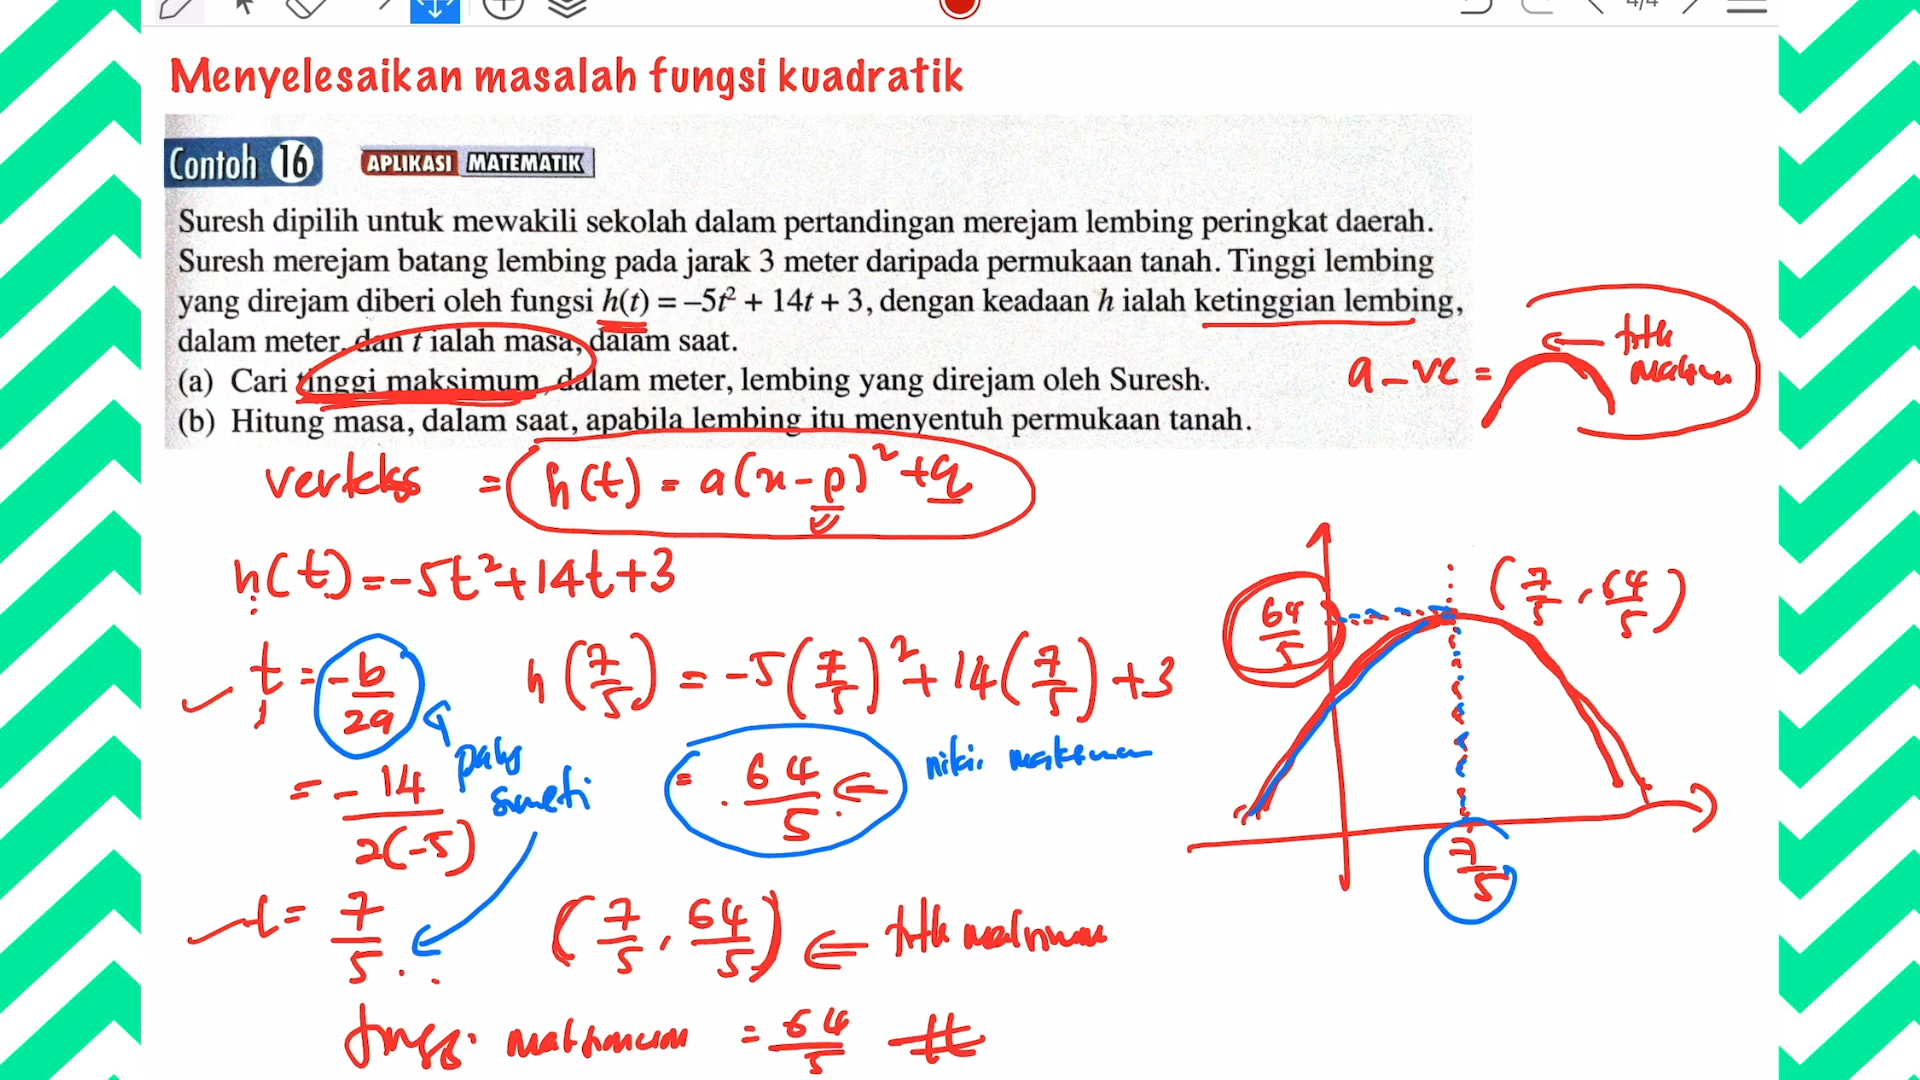 4/4
Menyelesaikan masalah fungsi kuadratik
Contoh 16 APLIKASI MATEMATIK
Suresh dipilih untuk mewakili sekolah dalam pertandingan merejam lembing peringkat daerah.
Suresh merejam batang lembing pada jarak 3 meter daripada permukaan tanah. Tinggi lembing
yang direjam diberi oleh fungsi h(t) = –5t² + 14t + 3, dengan keadaan h ialah ketinggian lembing,
dalam meter, dan t ialah masa, dalam saat.
(a) Cari tinggi maksimum, dalam meter, lembing yang direjam oleh Suresh.
(b) Hitung masa, dalam saat, apabila lembing itu menyentuh permukaan tanah.
a -ve =
verteks = h(t) = a(x-p)² + q
h(t) = -5t² + 14t + 3
t = -b/2a
h(7/5) = -5(7/5)² + 14(7/5) + 3
= -14/2(-5)
= 64/5
t = 7/5
(7/5, 64/5)
= 64/5
64/5
(7/5, 64/5)
7/5